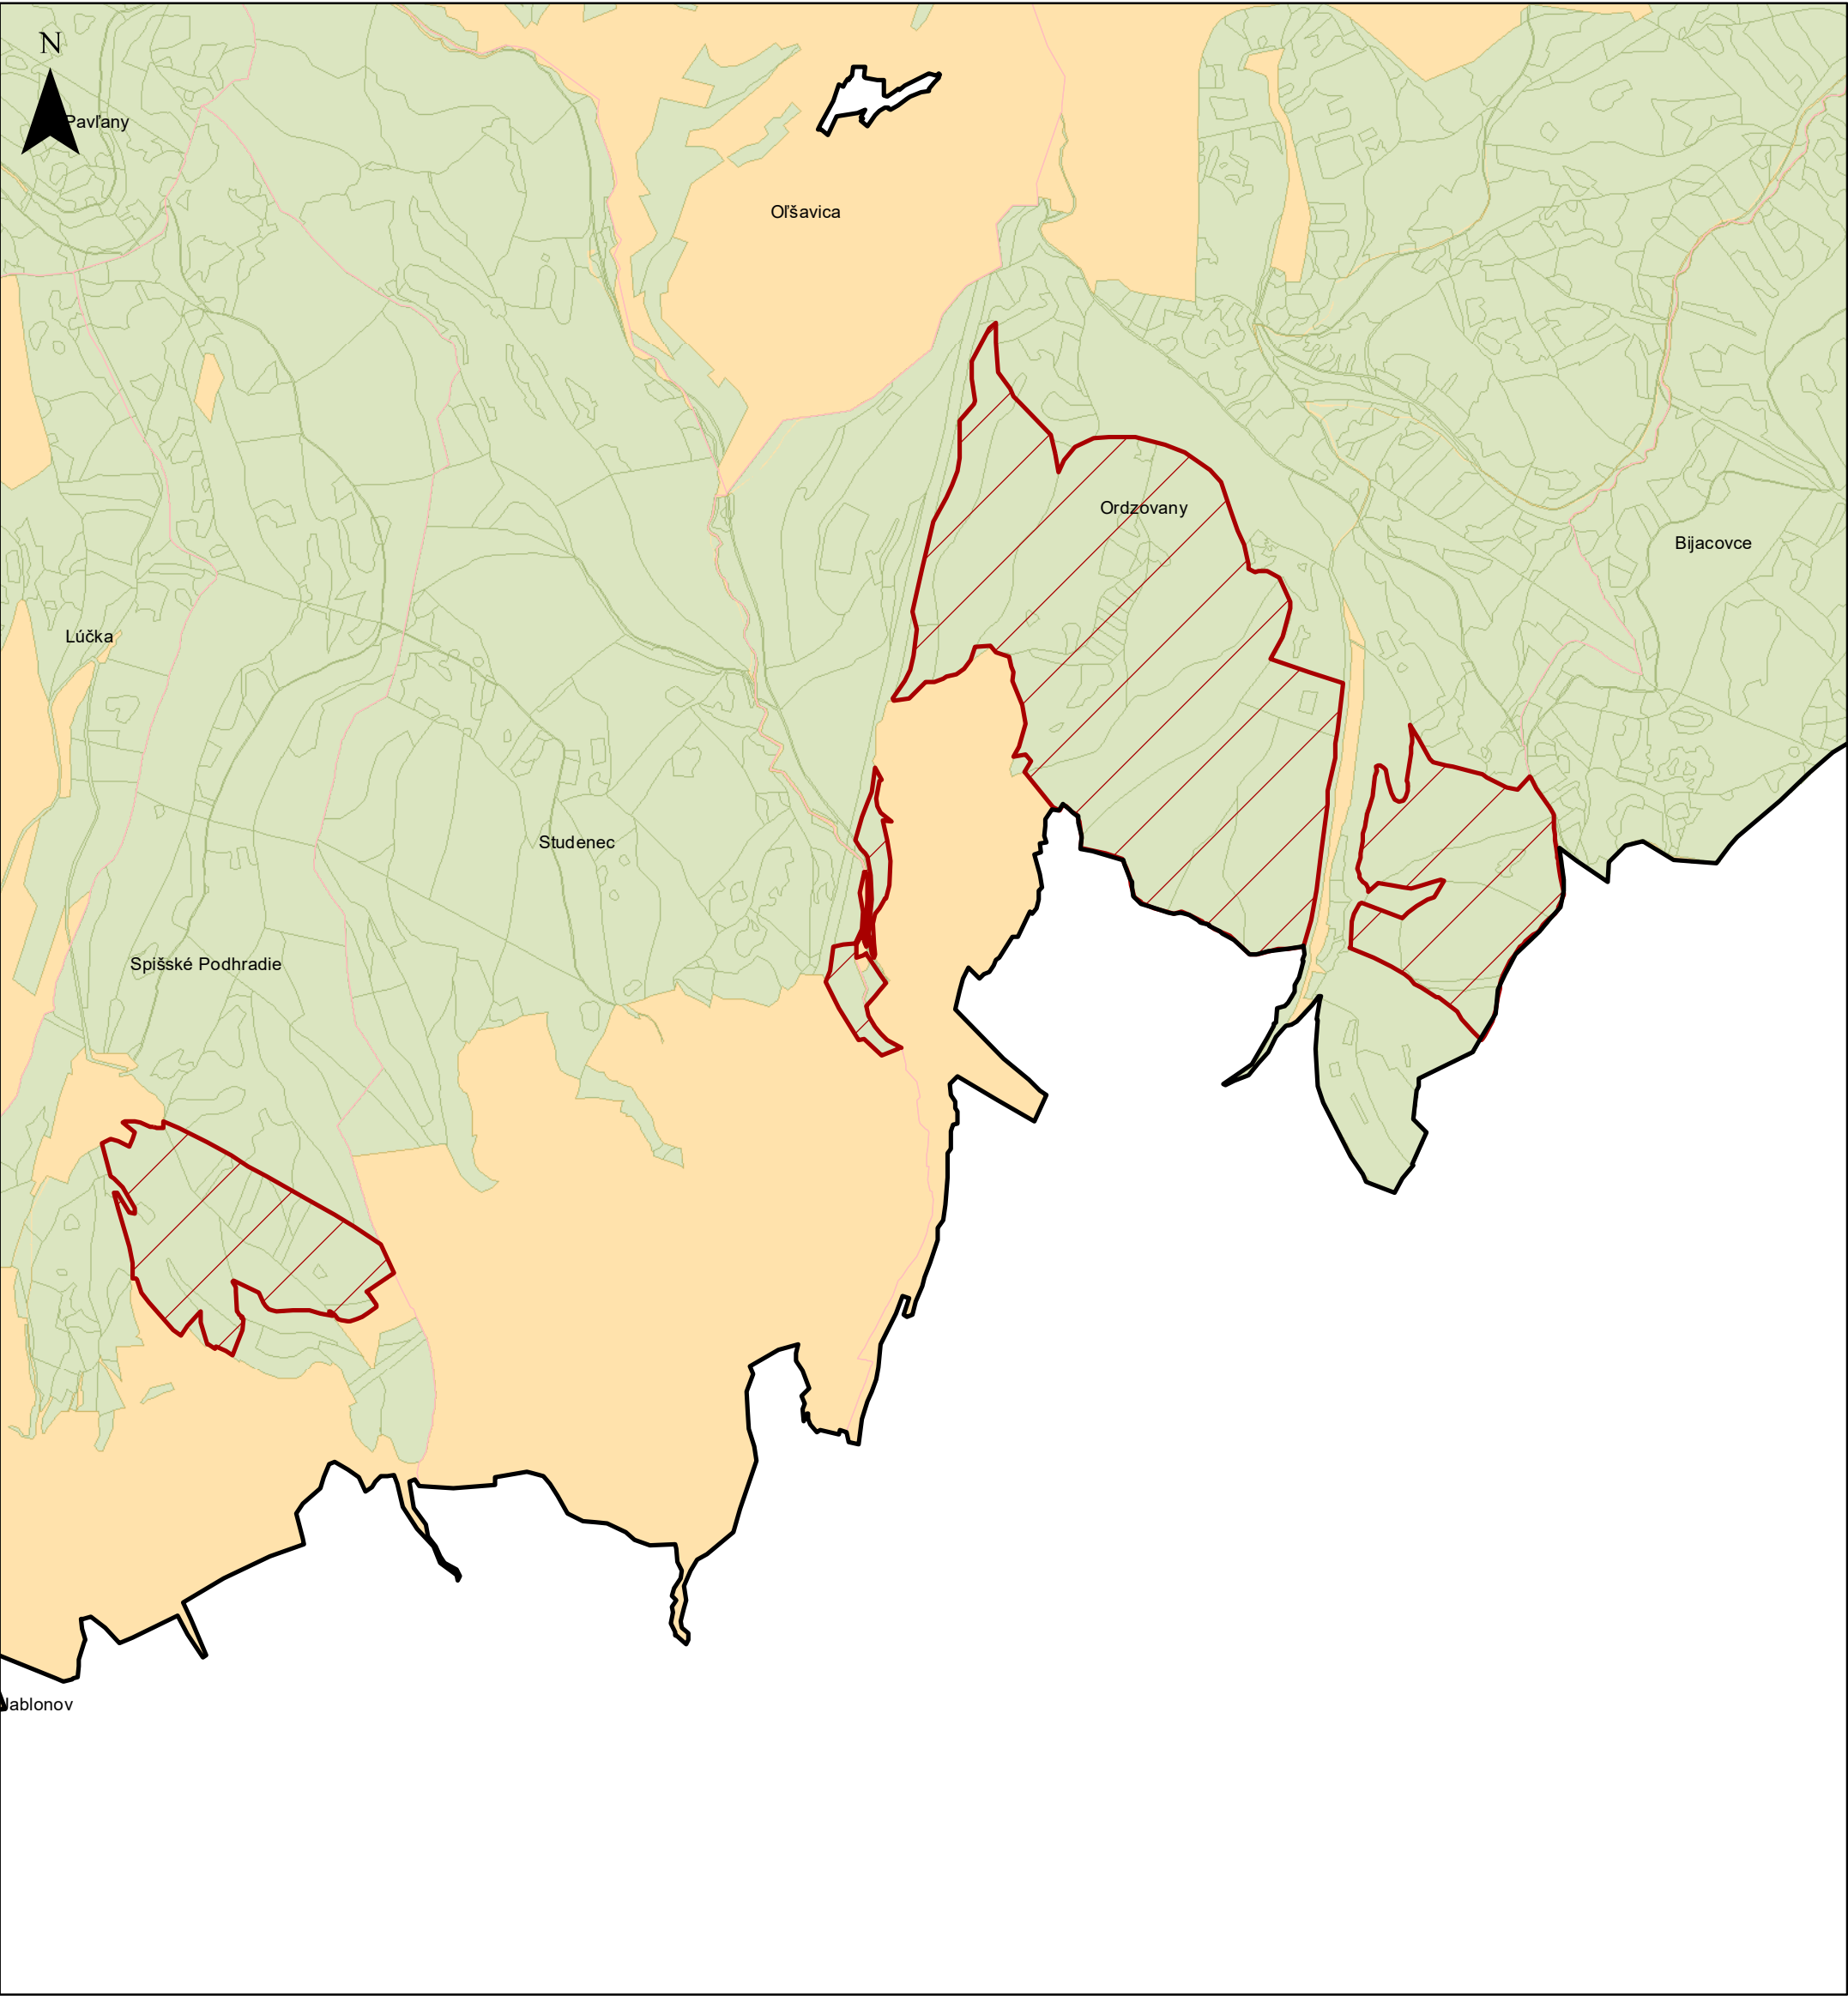 N
Pavľany
Oľšavica
Ordzovany
Bijacovce
Lúčka
Studenec
Spišské Podhradie
Jablonov